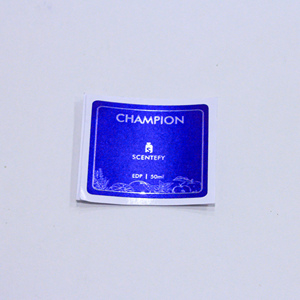 CHAMPION
S
SCENTEFY
EDP | 50ml